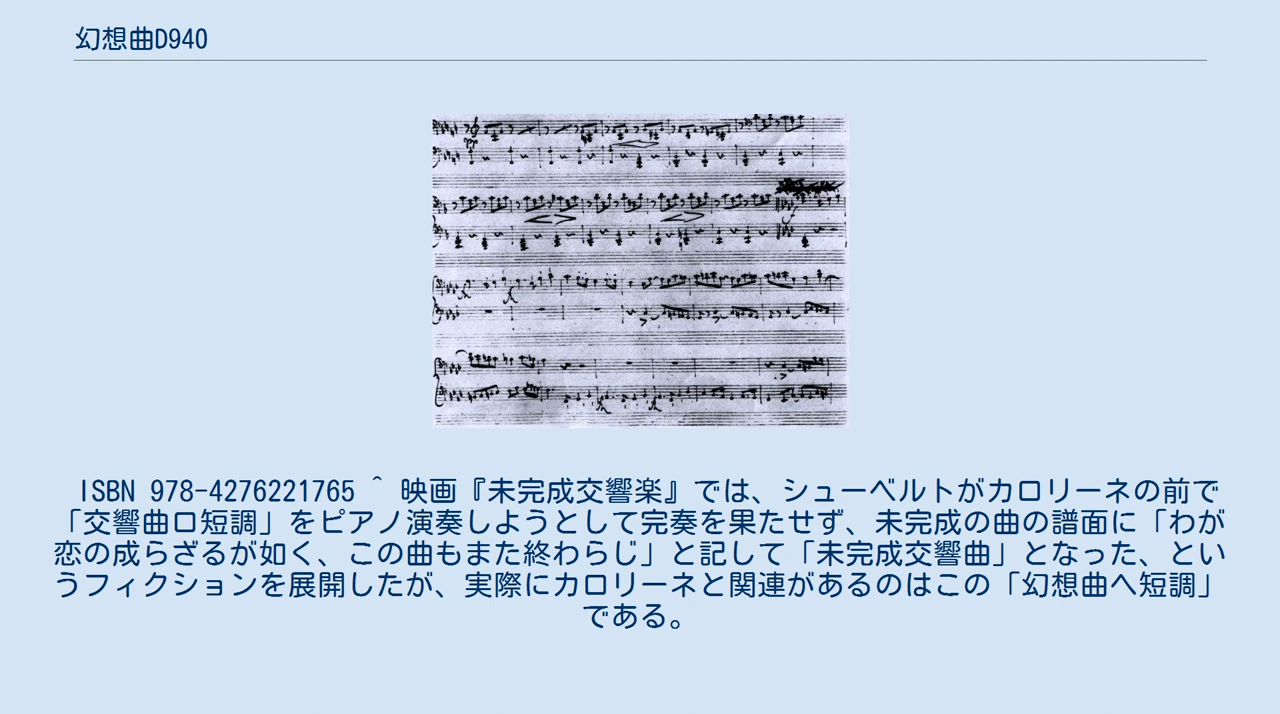 幻想曲D940
ISBN 978-4276221765 ^ 映画『未完成交響楽』では、シューベルトがカロリーネの前で
「交響曲ロ短調」をピアノ演奏しようとして完奏を果たせず、未完成の曲の譜面に「わが
恋の成らざるが如く、この曲もまた終わらじ」と記して「未完成交響曲」となった、とい
うフィクションを展開したが、実際にカロリーネと関連があるのはこの「幻想曲ヘ短調」
である。